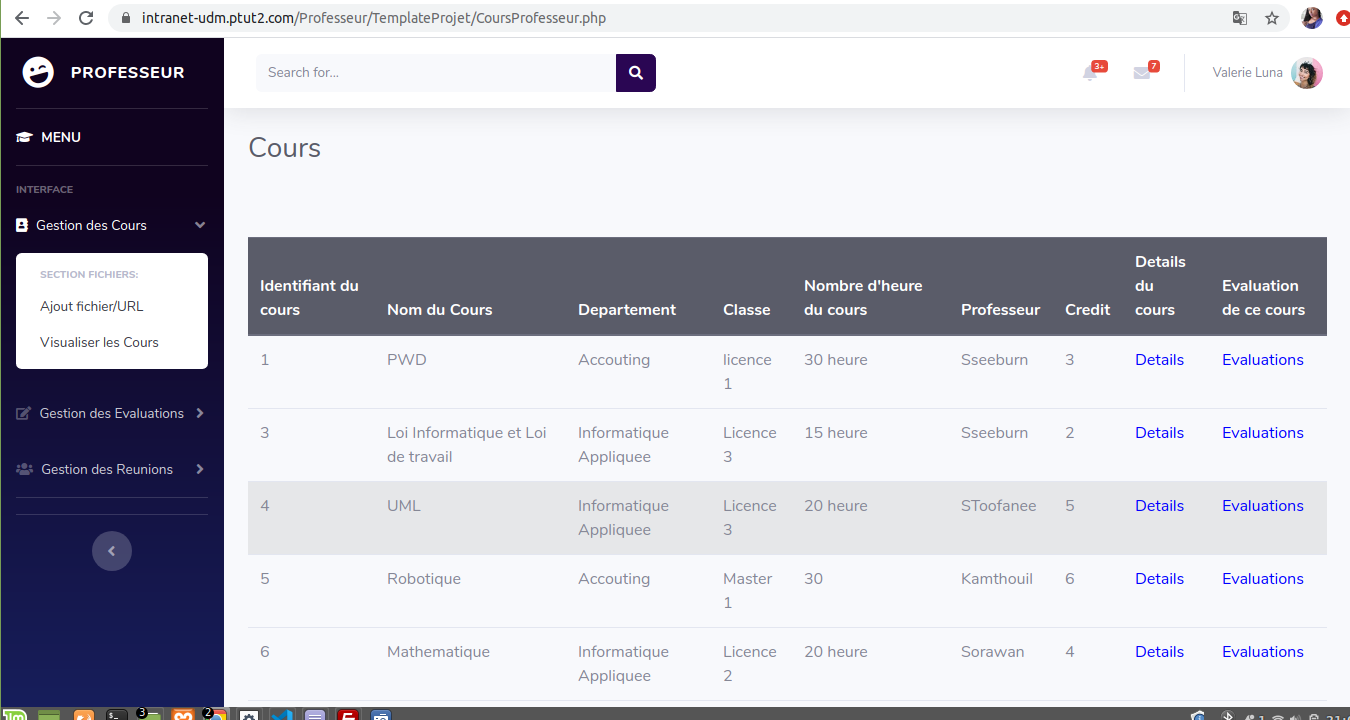 intranet-udm.ptut2.com/Professeur/TemplateProjet/CoursProfesseur.php
PROFESSEUR
Search for...
3+
7
Valerie Luna
MENU
INTERFACE
Gestion des Cours
SECTION FICHIERS:
Ajout fichier/URL
Visualiser les Cours
Gestion des Evaluations
Gestion des Reunions
Cours
Identifiant du cours
Nom du Cours
Departement
Classe
Nombre d'heure du cours
Professeur
Credit
Details du cours
Evaluation de ce cours
1 PWD Accouting licence 1 30 heure Sseeburn 3 Details Evaluations
3 Loi Informatique et Loi de travail Informatique Appliquee Licence 3 15 heure Sseeburn 2 Details Evaluations
4 UML Informatique Appliquee Licence 3 20 heure SToofanee 5 Details Evaluations
5 Robotique Accouting Master 1 30 Kamthouil 6 Details Evaluations
6 Mathematique Informatique Appliquee Licence 2 20 heure Sorawan 4 Details Evaluations
3
2